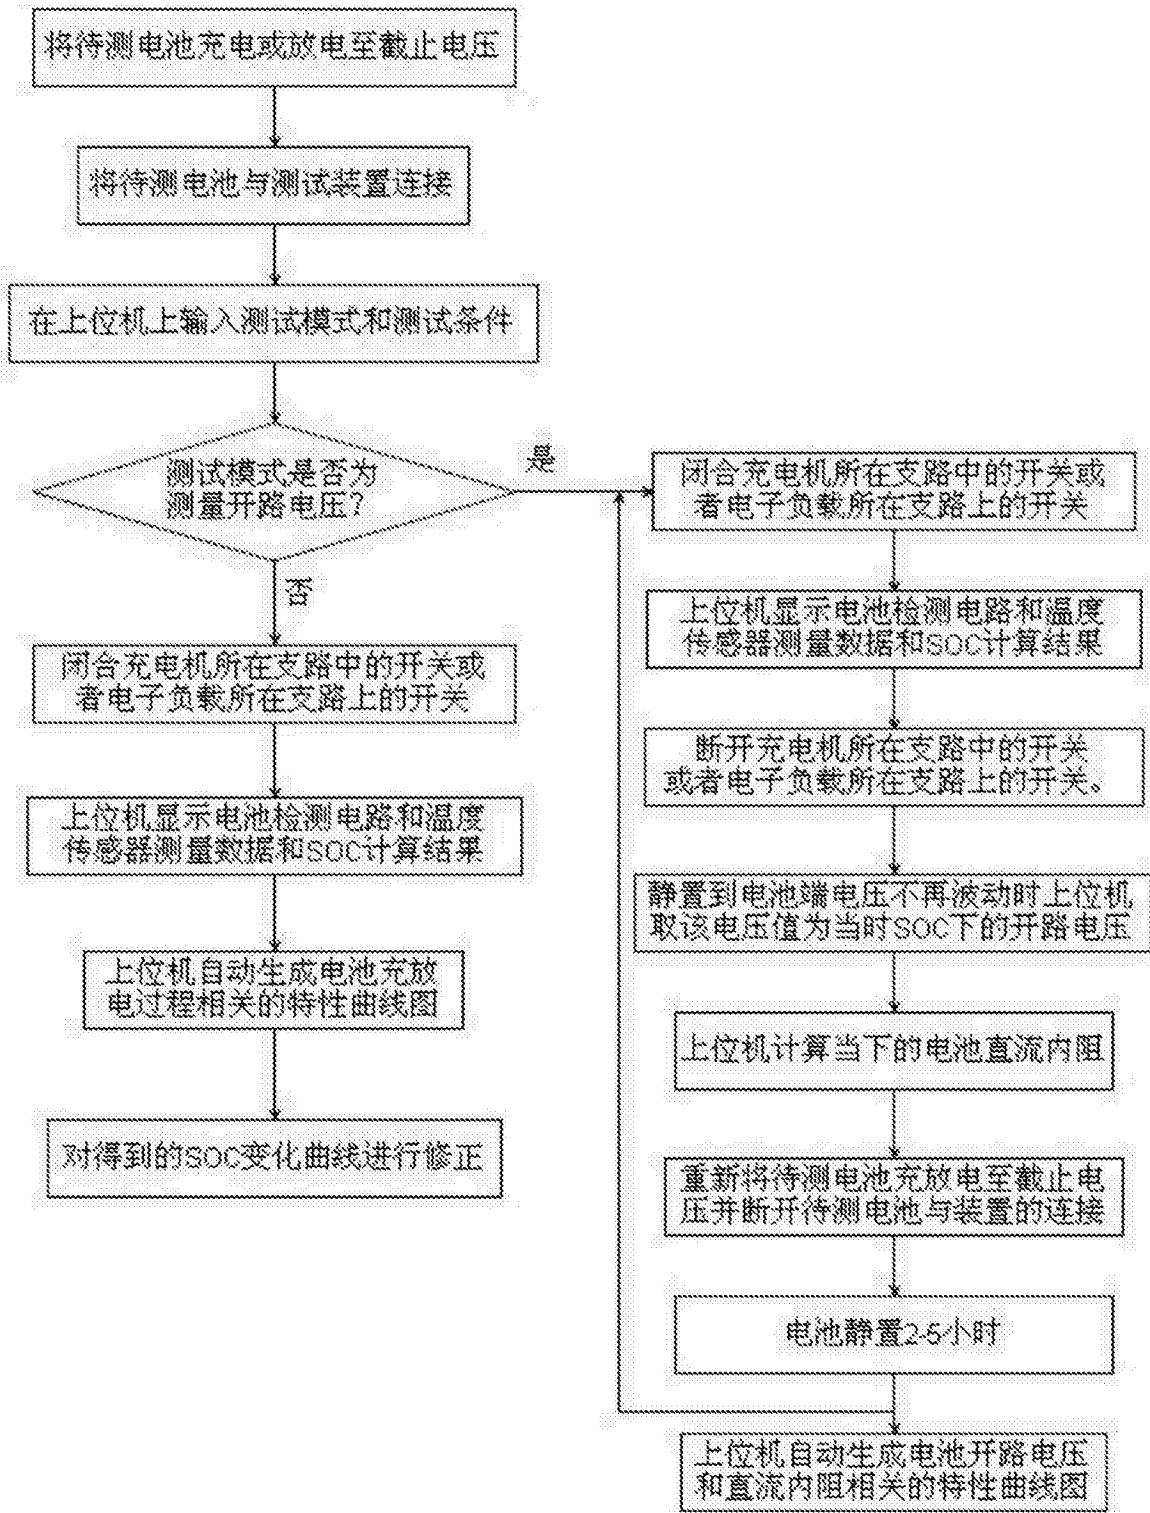 将待测电池充电或放电至截止电压
将待测电池与测试装置连接
在上位机上输入测试模式和测试条件
测试模式是否为
测量开路电压?
是
否
闭合充电机所在支路中的开关或
者电子负载所在支路上的开关
上位机显示电池检测电路和温度
传感器测量数据和SOC计算结果
上位机自动生成电池充放
电过程相关的特性曲线图
对得到的SOC变化曲线进行修正
闭合充电机所在支路中的开关或
者电子负载所在支路上的开关
上位机显示电池检测电路和温度
传感器测量数据和SOC计算结果
断开充电机所在支路中的开关
或者电子负载所在支路上的开关。
静置到电池端电压不再波动时上位机
取该电压值为当时SOC下的开路电压
上位机计算当下的电池直流内阻
重新将待测电池充放电至截止电
压并断开待测电池与装置的连接
电池静置2-5小时
上位机自动生成电池开路电压
和直流内阻相关的特性曲线图